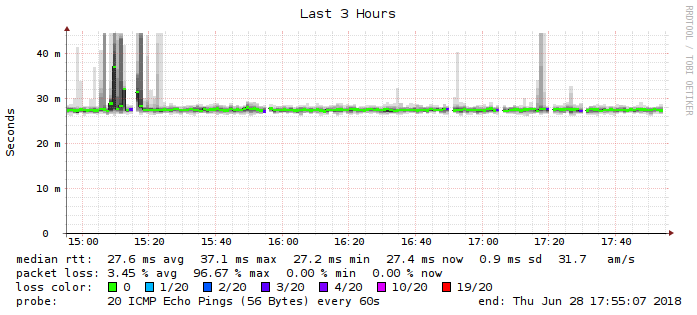 Last 3 Hours
RRDTOOL / TOBI OETIKER
Seconds
40 m
30 m
20 m
10 m
0
15:00 15:20 15:40 16:00 16:20 16:40 17:00 17:20 17:40
median rtt: 27.6 ms avg 37.1 ms max 27.2 ms min 27.4 ms now 0.9 ms sd 31.7 am/s
packet loss: 3.45 % avg 96.67 % max 0.00 % min 0.00 % now
loss color: 0 1/20 2/20 3/20 4/20 10/20 19/20
probe: 20 ICMP Echo Pings (56 Bytes) every 60s end: Thu Jun 28 17:55:07 2018